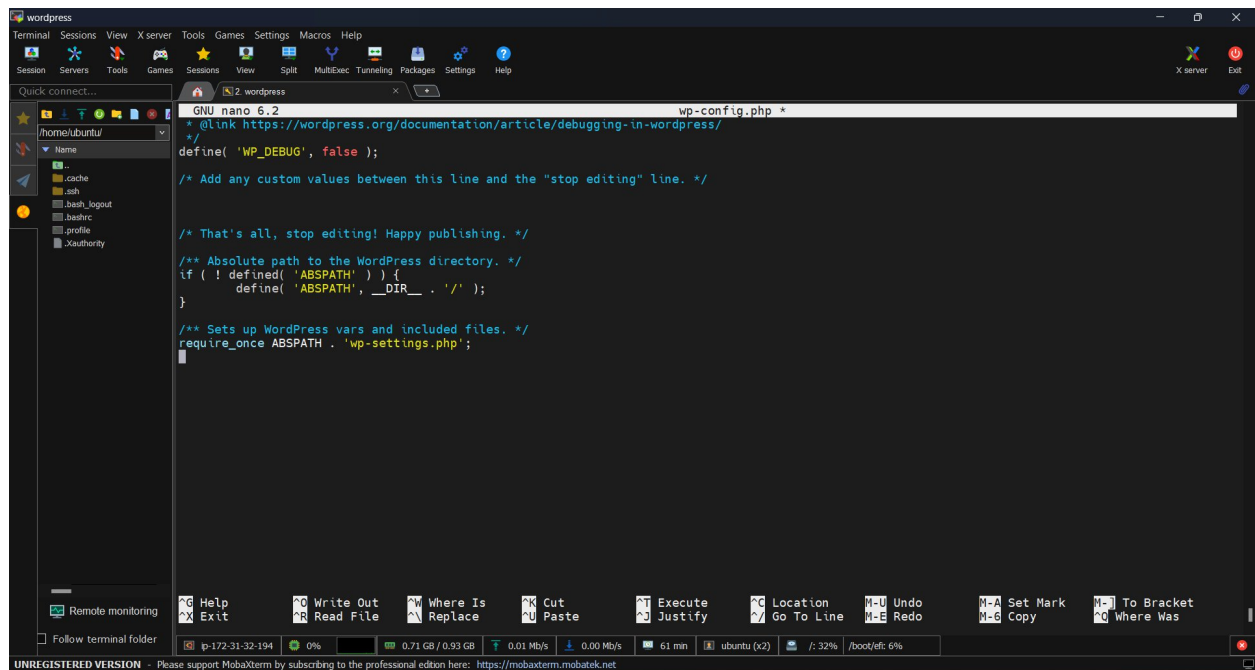 wordpress
Terminal Sessions View X server Tools Games Settings Macros Help
Session Servers Tools Games Sessions View Split MultiExec Tunneling Packages Settings Help X server Exit
Quick connect... 2. wordpress
/home/ubuntu/
Name
..
.cache
.ssh
.bash_logout
.bashrc
.profile
.Xauthority
GNU nano 6.2 wp-config.php *
* @link https://wordpress.org/documentation/article/debugging-in-wordpress/
*/
define( 'WP_DEBUG', false );
/* Add any custom values between this line and the "stop editing" line. */
/* That's all, stop editing! Happy publishing. */
/** Absolute path to the WordPress directory. */
if ( ! defined( 'ABSPATH' ) ) {
define( 'ABSPATH', __DIR__ . '/' );
}
/** Sets up WordPress vars and included files. */
require_once ABSPATH . 'wp-settings.php';
^G Help ^O Write Out ^W Where Is ^K Cut ^T Execute ^C Location M-U Undo M-A Set Mark M-] To Bracket
^X Exit ^R Read File ^\ Replace ^U Paste ^J Justify ^/ Go To Line M-E Redo M-6 Copy ^Q Where Was
Remote monitoring
Follow terminal folder
ip-172-31-32-194 0% 0.71 GB / 0.93 GB 0.01 Mb/s 0.00 Mb/s 61 min ubuntu (x2) /: 32% /boot/efi: 6%
UNREGISTERED VERSION - Please support MobaXterm by subscribing to the professional edition here: https://mobaxterm.mobatek.net